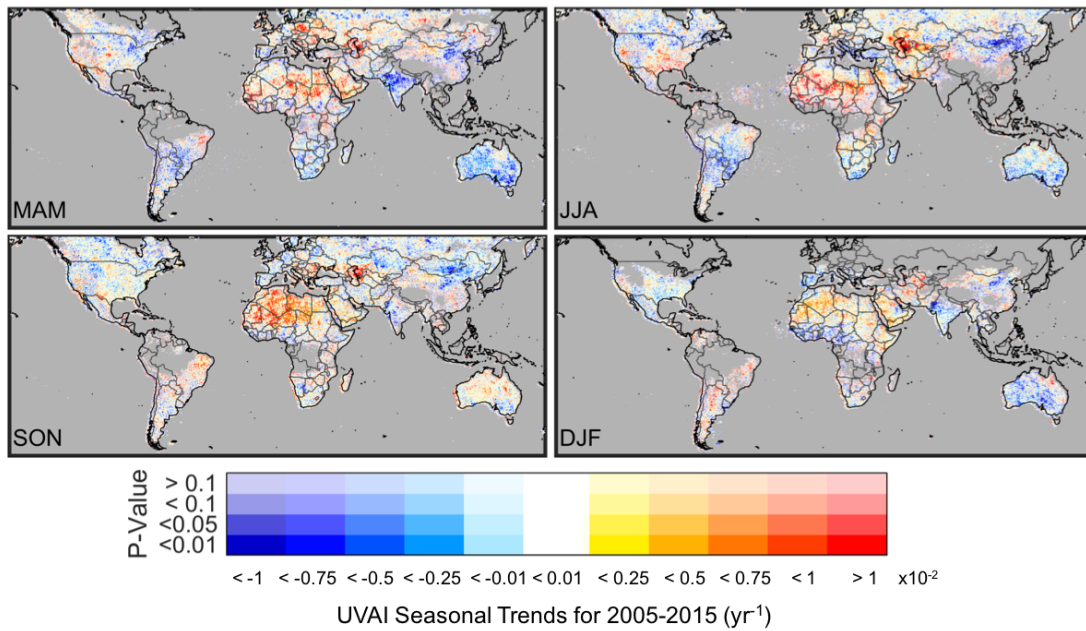 MAM
JJA
SON
DJF
P-Value
> 0.1
< 0.1
<0.05
<0.01
< -1 < -0.75 < -0.5 < -0.25 < -0.01 < 0.01 < 0.25 < 0.5 < 0.75 < 1 > 1 x10⁻²
UVAI Seasonal Trends for 2005-2015 (yr⁻¹)